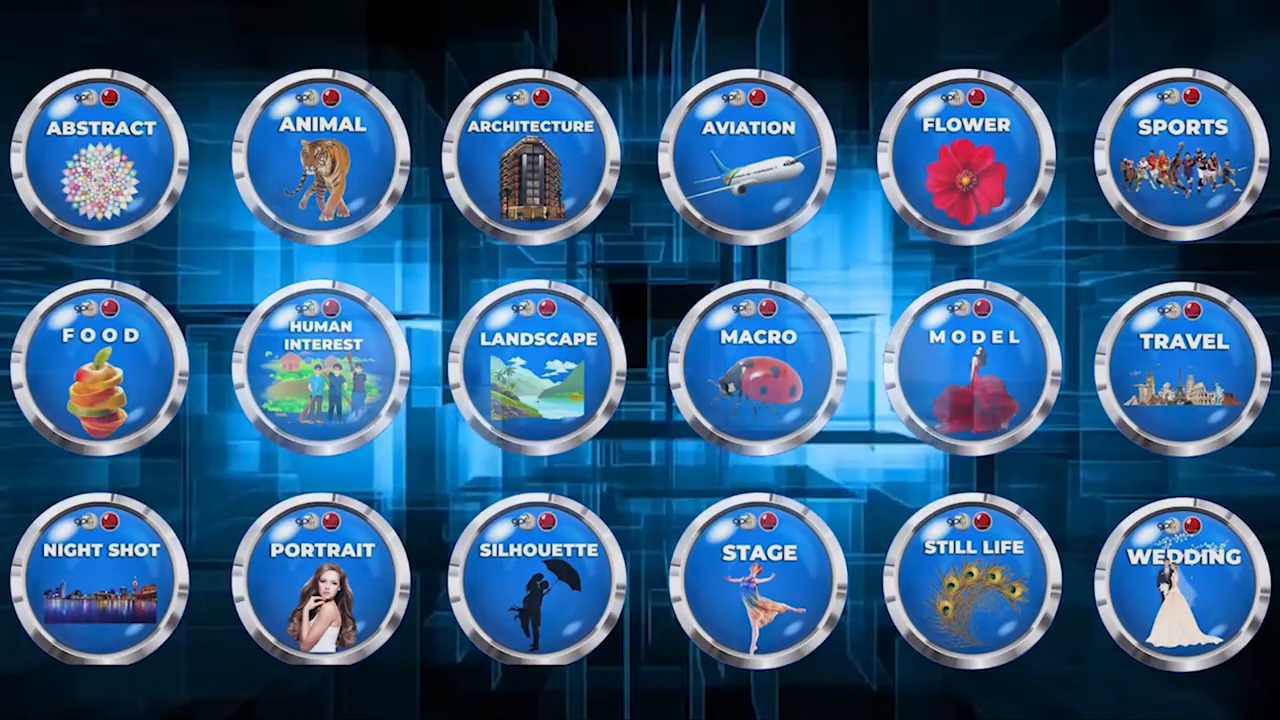 ABSTRACT
ANIMAL
ARCHITECTURE
AVIATION
FLOWER
SPORTS
FOOD
HUMAN
INTEREST
LANDSCAPE
MACRO
MODEL
TRAVEL
NIGHT SHOT
PORTRAIT
SILHOUETTE
STAGE
STILL LIFE
WEDDING